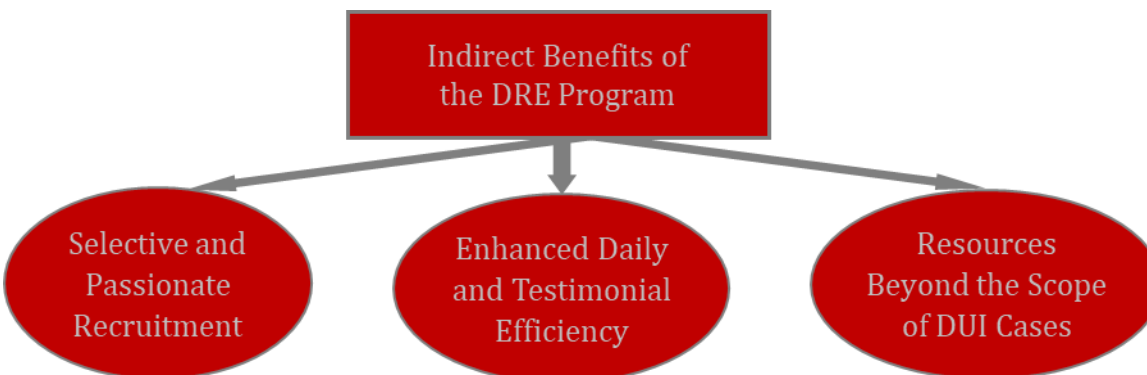 Indirect Benefits of
the DRE Program
Selective and
Passionate
Recruitment
Enhanced Daily
and Testimonial
Efficiency
Resources
Beyond the Scope
of DUI Cases